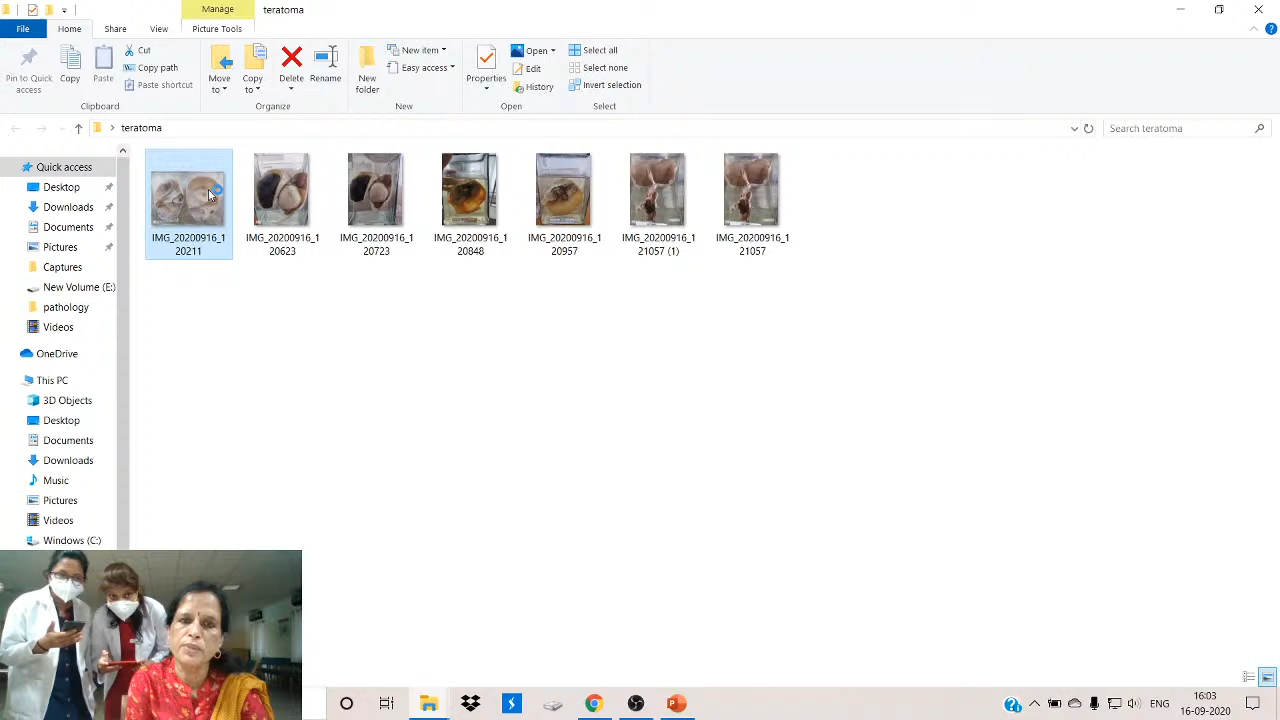 Manage
teratoma
File
Home
Share
View
Picture Tools
Pin to Quick access
Copy
Paste
Cut
Copy path
Paste shortcut
Clipboard
Move to
Copy to
Delete
Rename
Organize
New folder
New item
Easy access
New
Properties
Open
Edit
History
Open
Select all
Select none
Invert selection
Select
teratoma
Search teratoma
Quick access
Desktop
Downloads
Documents
Pictures
Captures
New Volume (E:)
pathology
Videos
OneDrive
This PC
3D Objects
Desktop
Documents
Downloads
Music
Pictures
Videos
Windows (C:)
IMG_20200916_1
20211
IMG_20200916_1
20623
IMG_20200916_1
20723
IMG_20200916_1
20848
IMG_20200916_1
20957
IMG_20200916_1
21057 (1)
IMG_20200916_1
21057
ENG
16:03
16-09-2020